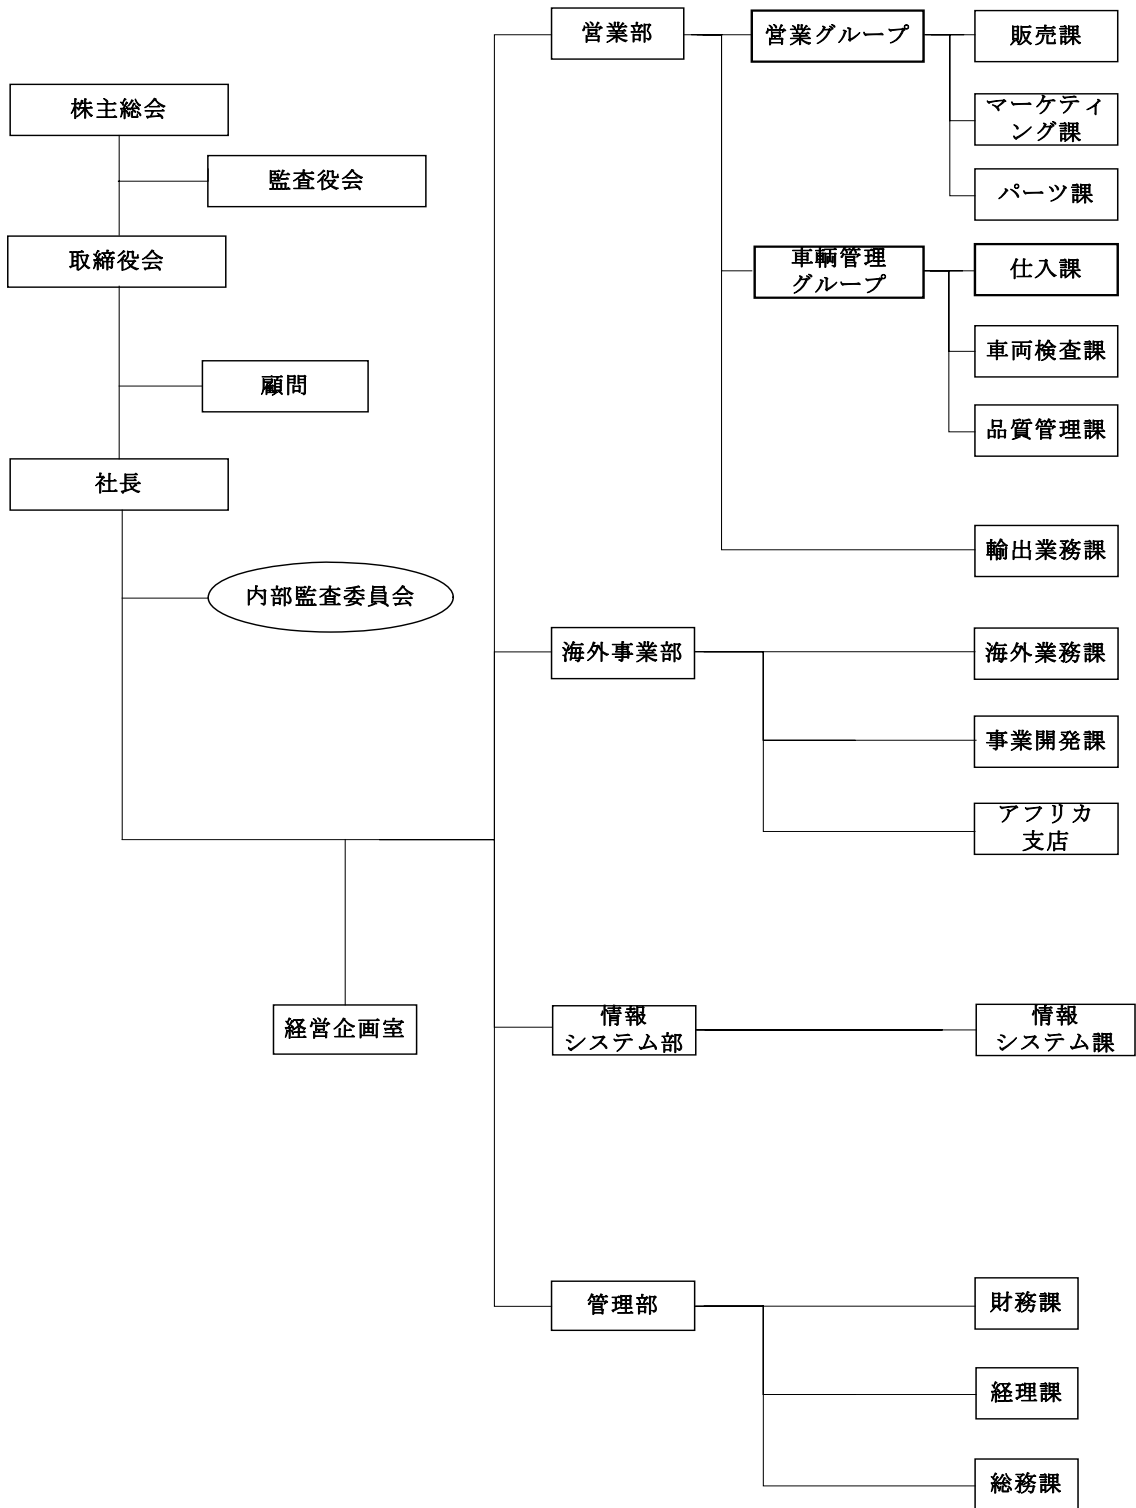 株主総会
監査役会
取締役会
顧問
社長
内部監査委員会
経営企画室
営業部
営業グループ
販売課
マーケティ
ング課
パーツ課
車輌管理
グループ
仕入課
車両検査課
品質管理課
輸出業務課
海外事業部
海外業務課
事業開発課
アフリカ
支店
情報
システム部
情報
システム課
管理部
財務課
経理課
総務課